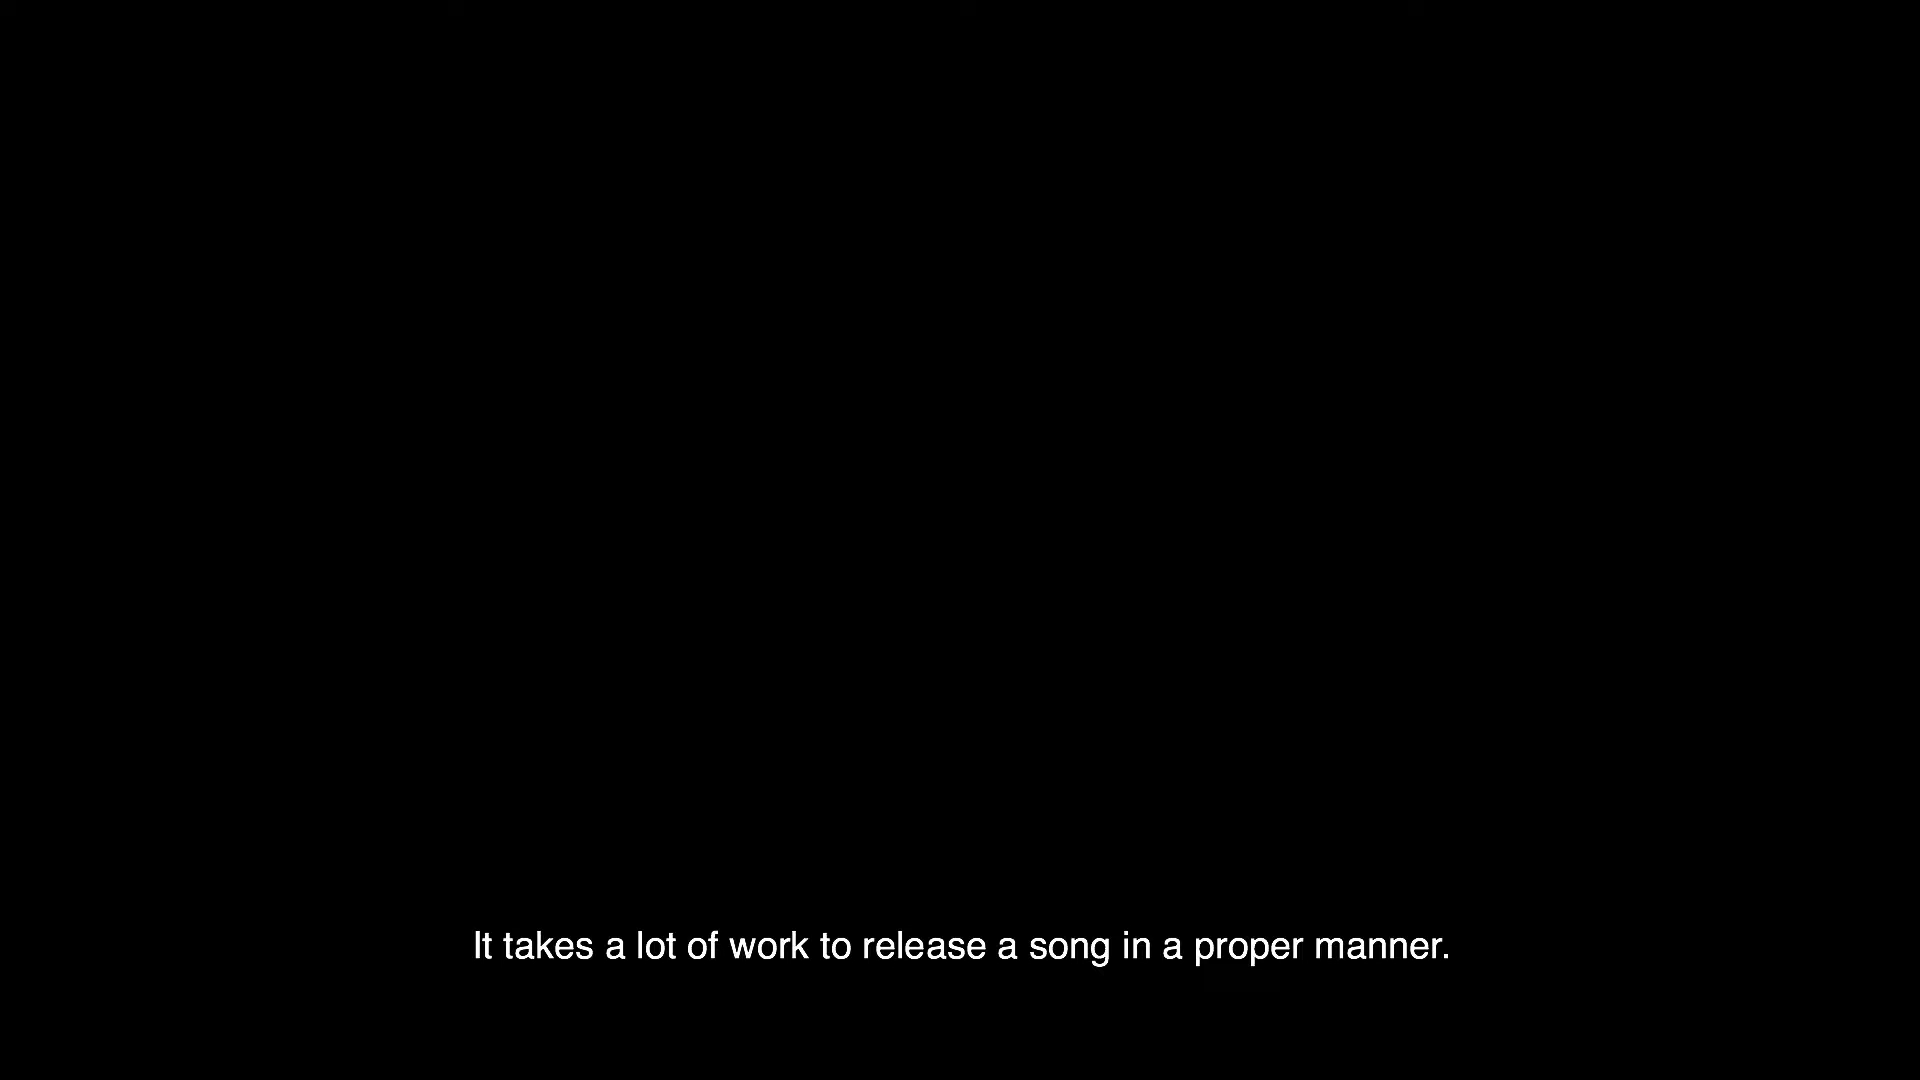 It takes a lot of work to release a song in a proper manner.